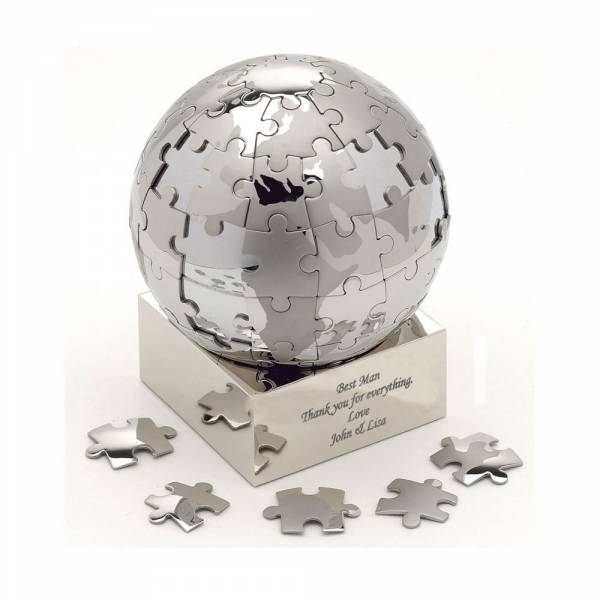 Best Man
Thank you for everything.
Love
John & Lisa